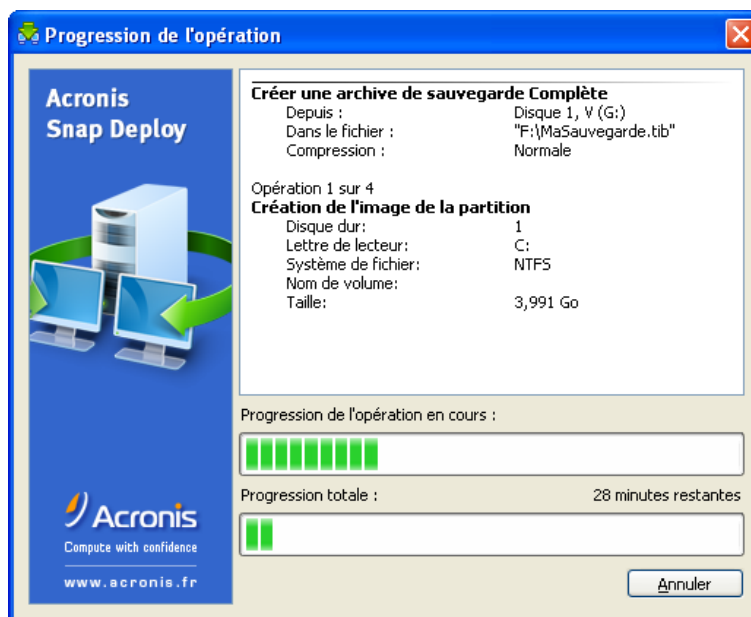 Progression de l'opération
Acronis
Snap Deploy
Créer une archive de sauvegarde Complète
Depuis : Disque 1, V (G:)
Dans le fichier : "F:\MaSauvegarde.tib"
Compression : Normale
Opération 1 sur 4
Création de l'image de la partition
Disque dur: 1
Lettre de lecteur: C:
Système de fichier: NTFS
Nom de volume:
Taille: 3,991 Go
Progression de l'opération en cours :
Progression totale : 28 minutes restantes
Acronis
Compute with confidence
www.acronis.fr
Annuler